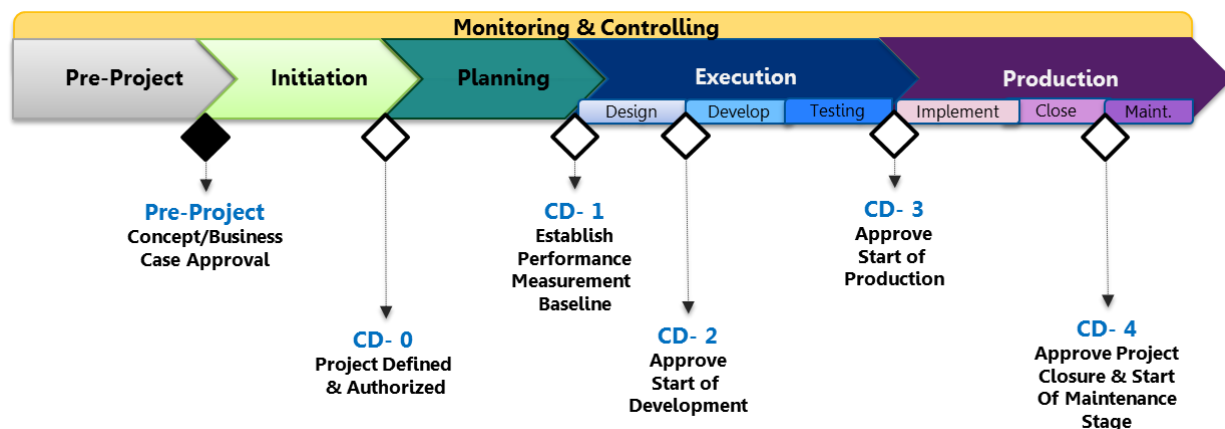 Monitoring & Controlling
Pre-Project
Initiation
Planning
Execution
Production
Design
Develop
Testing
Implement
Close
Maint.
Pre-Project
Concept/Business
Case Approval
CD- 0
Project Defined
& Authorized
CD- 1
Establish
Performance
Measurement
Baseline
CD- 2
Approve
Start of
Development
CD- 3
Approve
Start of
Production
CD- 4
Approve Project
Closure & Start
Of Maintenance
Stage